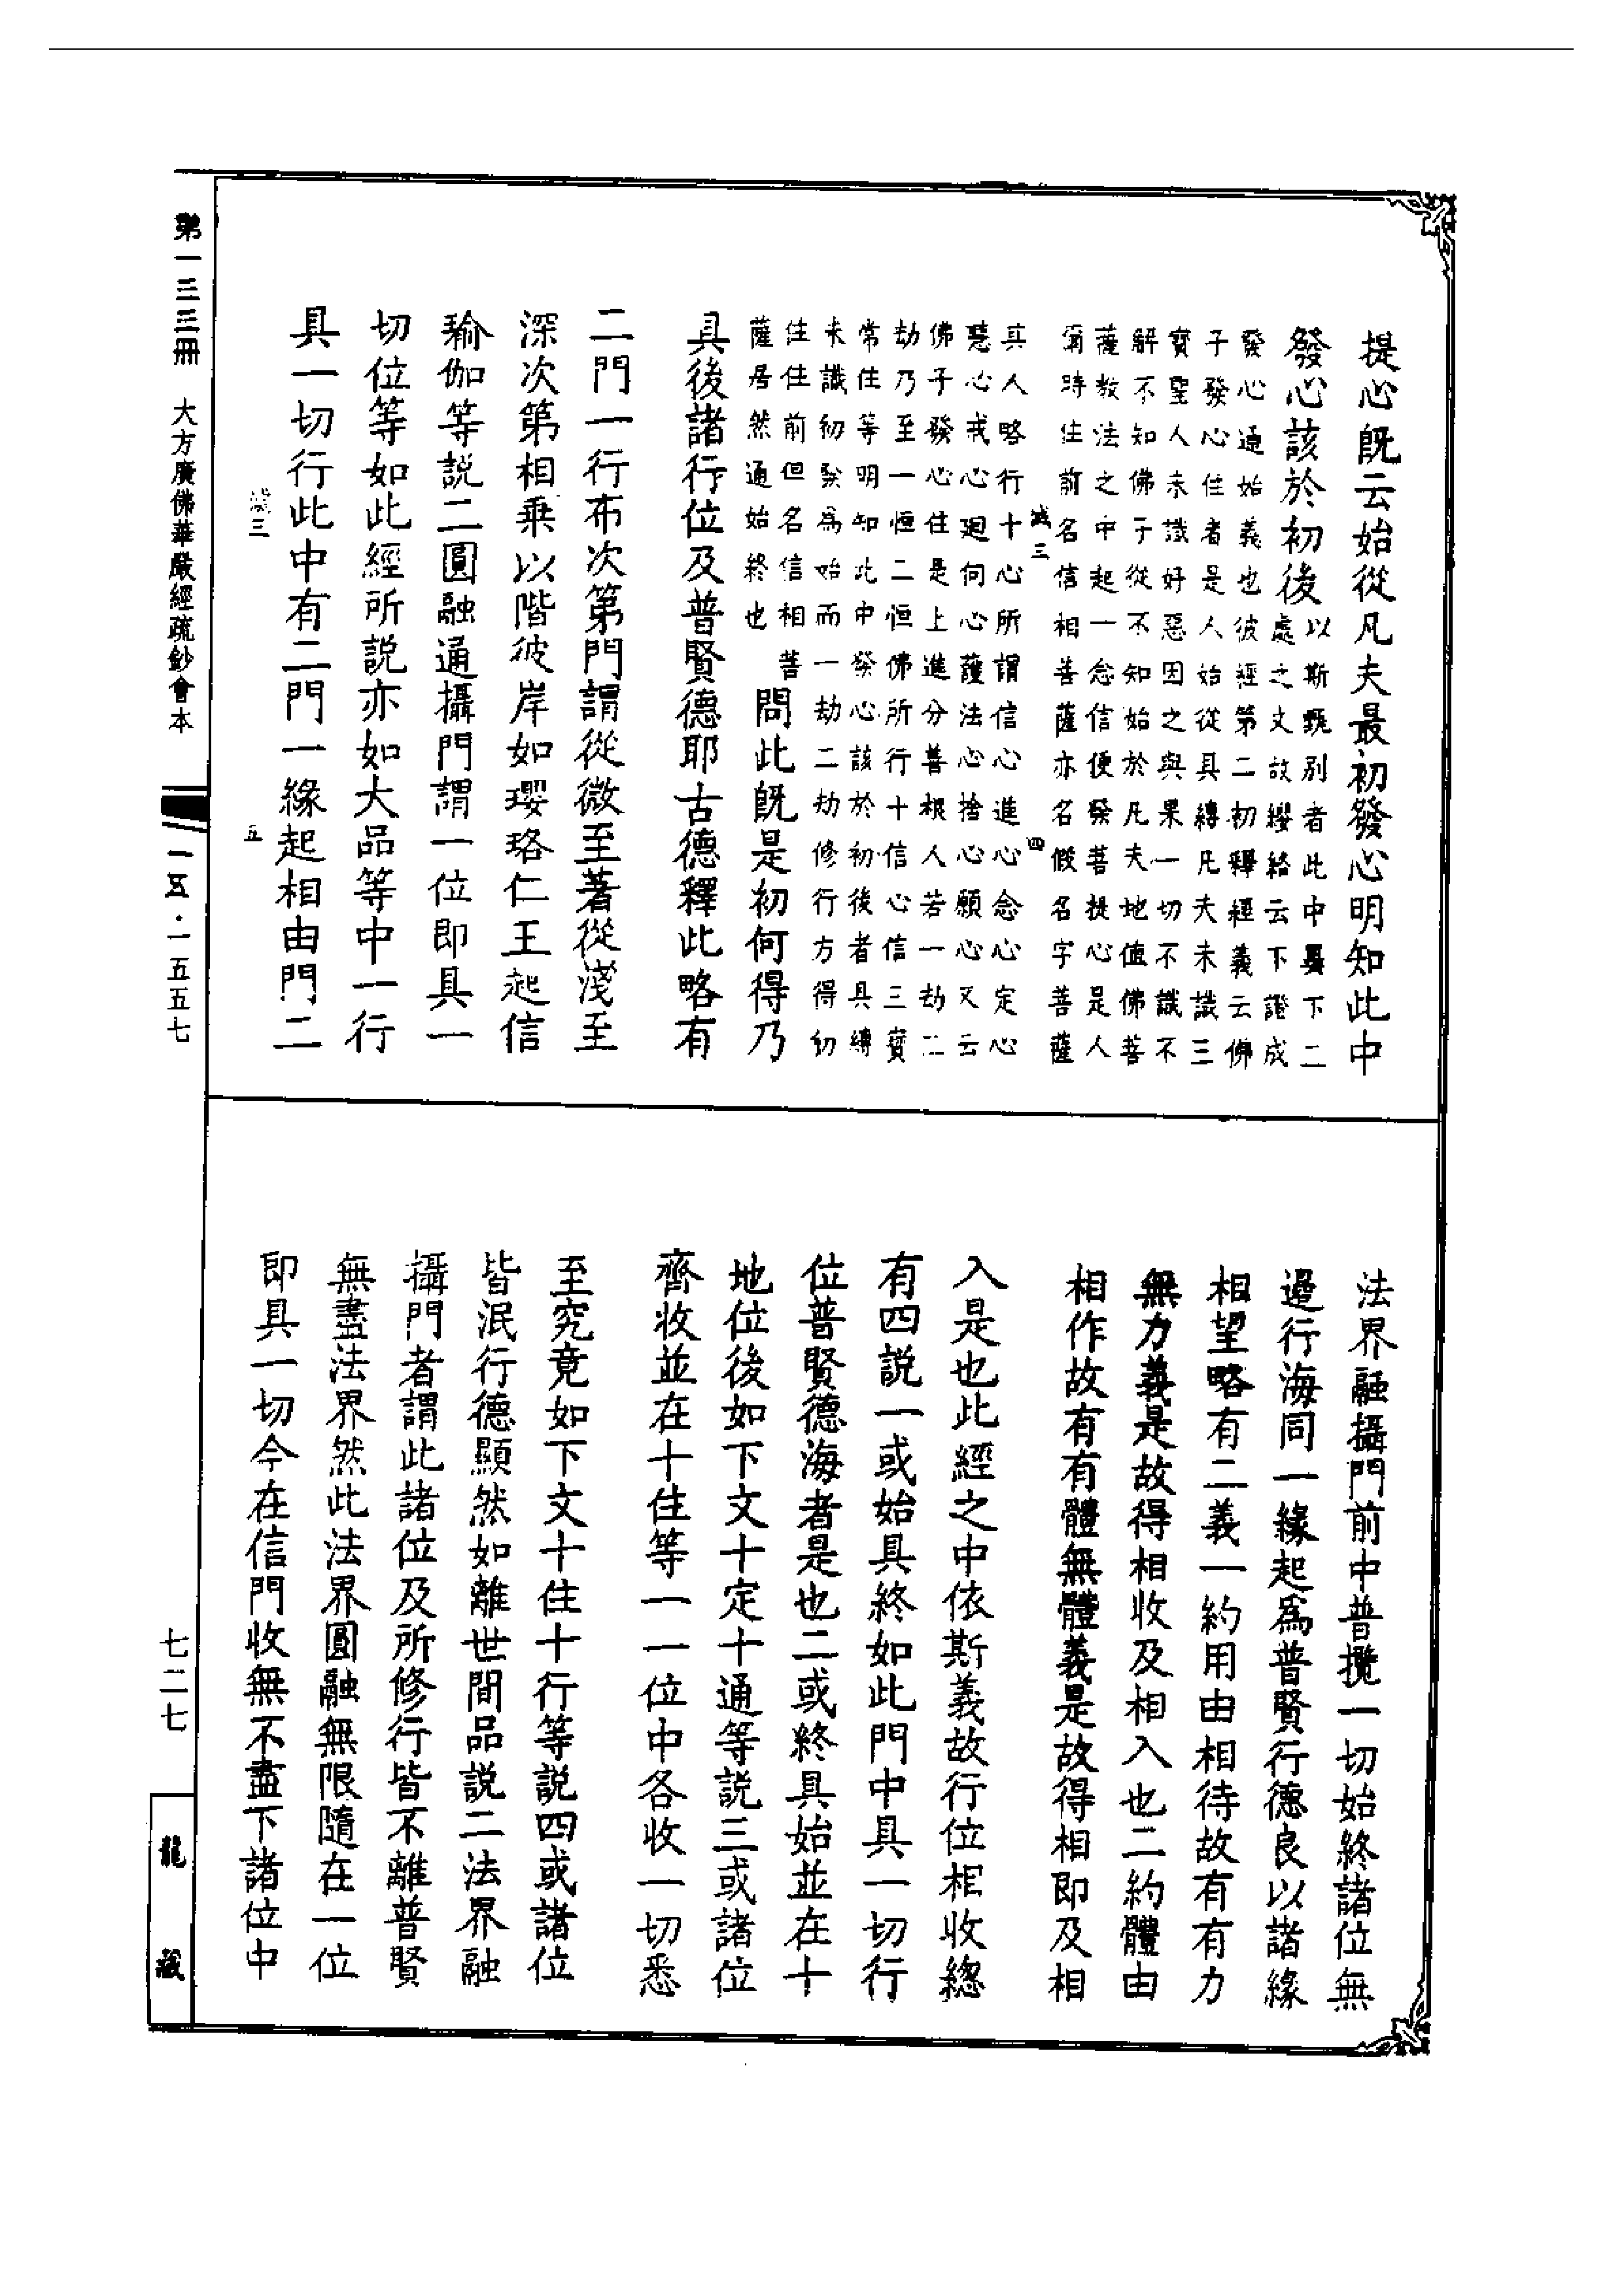 提心既云始從凡夫最初發心明知此中
發心該於初後以斯甄別者此中畧下二
處之文故纓絡云下證成
發心通始義也彼經第二初釋經義云佛
子發心住者是人始從具縛凡夫未識三
寳聖人未識好惡因之與果一切不識不
解不知佛子從不知始於凡夫地值佛菩
薩教法之中起一念信便發菩提心是人
爾時住前名信相菩薩亦名假名字菩薩
誠三 四
其人略行十心所謂信心進心念心定心
慧心戒心廻向心護法心捨心願心又云
佛子發心住是上進分善根人若一劫二
劫乃至一恒二恒佛所行十信心信三寳
常住等明知此中發心該於初後者具縛
未識初發為始而一劫二劫修行方得初
住住前但名信相菩
薩居然通始終也
問此既是初何得乃
具後諸行位及普賢德耶古德釋此略有
二門一行布次第門謂從微至著從淺至
深次第相乘以階彼岸如瓔珞仁王起信
瑜伽等説二圓融通攝門謂一位即具一
切位等如此經所説亦如大品等中一行
具一切行此中有二門一緣起相由門二
誠三 五
法界融攝門前中普攬一切始終諸位無
邊行海同一緣起爲普賢行德良以諸緣
相望略有二義一約用由相待故有有力
無力義是故得相收及相入也二約體由
相作故有有體無體義是故得相即及相
入是也此經之中依斯義故行位相收總
有四説一或始具終如此門中具一切行
位普賢德海者是也二或終具始並在十
地位後如下文十定十通等説三或諸位
齊收並在十住等一一位中各收一切悉
至究竟如下文十住十行等説四或諸位
皆泯行德顯然如離世間品説二法界融
攝門者謂此諸位及所修行皆不離普賢
無盡法界然此法界圓融無限隨在一位
即具一切今在信門收無不盡下諸位中
第一三三冊 大方廣佛華嚴經疏鈔會本 一五·一五五七
七二七
龍藏